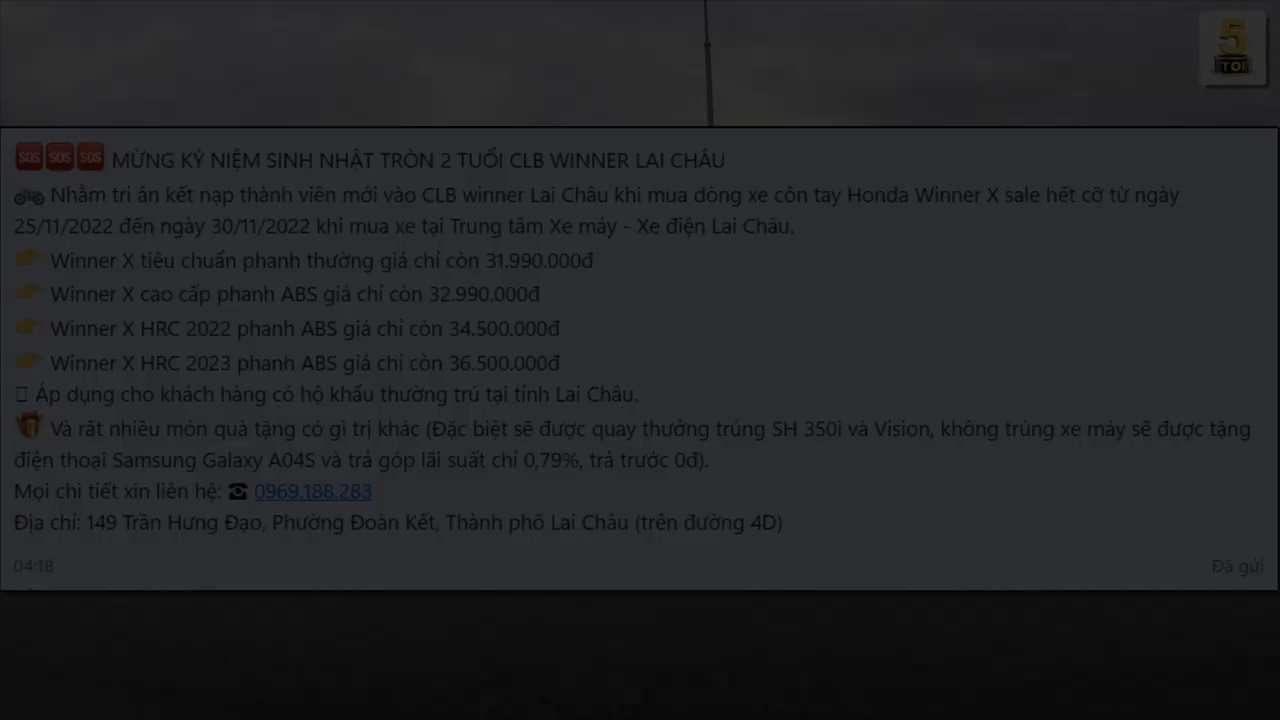 5
TOI
SOS SOS SOS MỪNG KỶ NIỆM SINH NHẬT TRÒN 2 TUỔI CLB WINNER LAI CHÂU
Nhằm tri ân kết nạp thành viên mới vào CLB winner Lai Châu khi mua dòng xe côn tay Honda Winner X sale hết cỡ từ ngày
25/11/2022 đến ngày 30/11/2022 khi mua xe tại Trung tâm Xe máy - Xe điện Lai Châu.
Winner X tiêu chuẩn phanh thường giá chỉ còn 31.990.000đ
Winner X cao cấp phanh ABS giá chỉ còn 32.990.000đ
Winner X HRC 2022 phanh ABS giá chỉ còn 34.500.000đ
Winner X HRC 2023 phanh ABS giá chỉ còn 36.500.000đ
Áp dụng cho khách hàng có hộ khẩu thường trú tại tỉnh Lai Châu.
Và rất nhiều món quà tặng có gì trị khác (Đặc biệt sẽ được quay thưởng trúng SH 350i và Vision, không trúng xe máy sẽ được tặng
điện thoại Samsung Galaxy A04S và trả góp lãi suất chỉ 0,79%, trả trước 0đ).
Mọi chi tiết xin liên hệ: ☎ 0969.188.283
Địa chỉ: 149 Trần Hưng Đạo, Phường Đoàn Kết, Thành phố Lai Châu (trên đường 4D)
04:18 Đã gửi